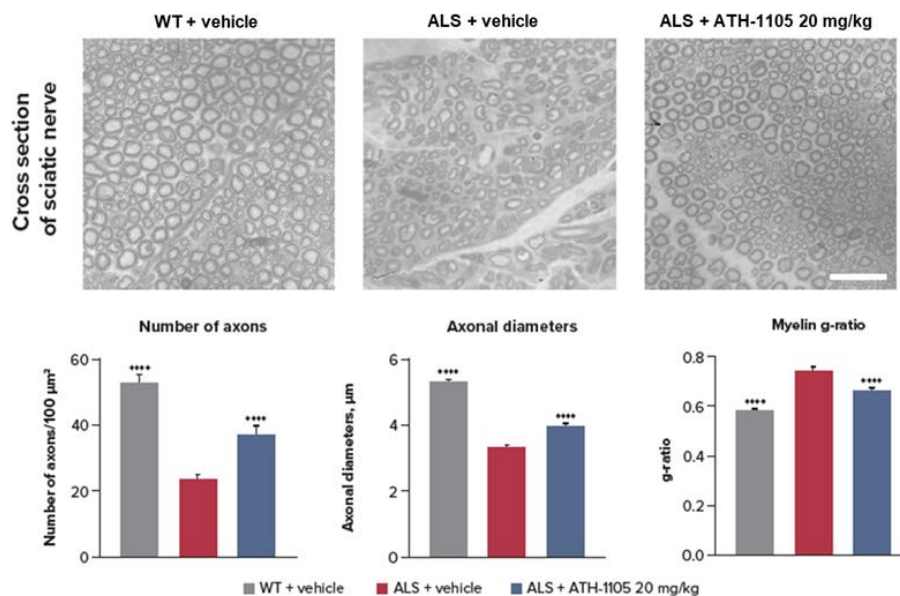 WT + vehicle
ALS + vehicle
ALS + ATH-1105 20 mg/kg
Cross section
of sciatic nerve
Number of axons
Number of axons/100 µm²
60
40
20
0
****
****
Axonal diameters
Axonal diameters, µm
6
4
2
0
****
****
Myelin g-ratio
g-ratio
0.8
0.6
0.4
0.2
0.0
****
****
WT + vehicle
ALS + vehicle
ALS + ATH-1105 20 mg/kg